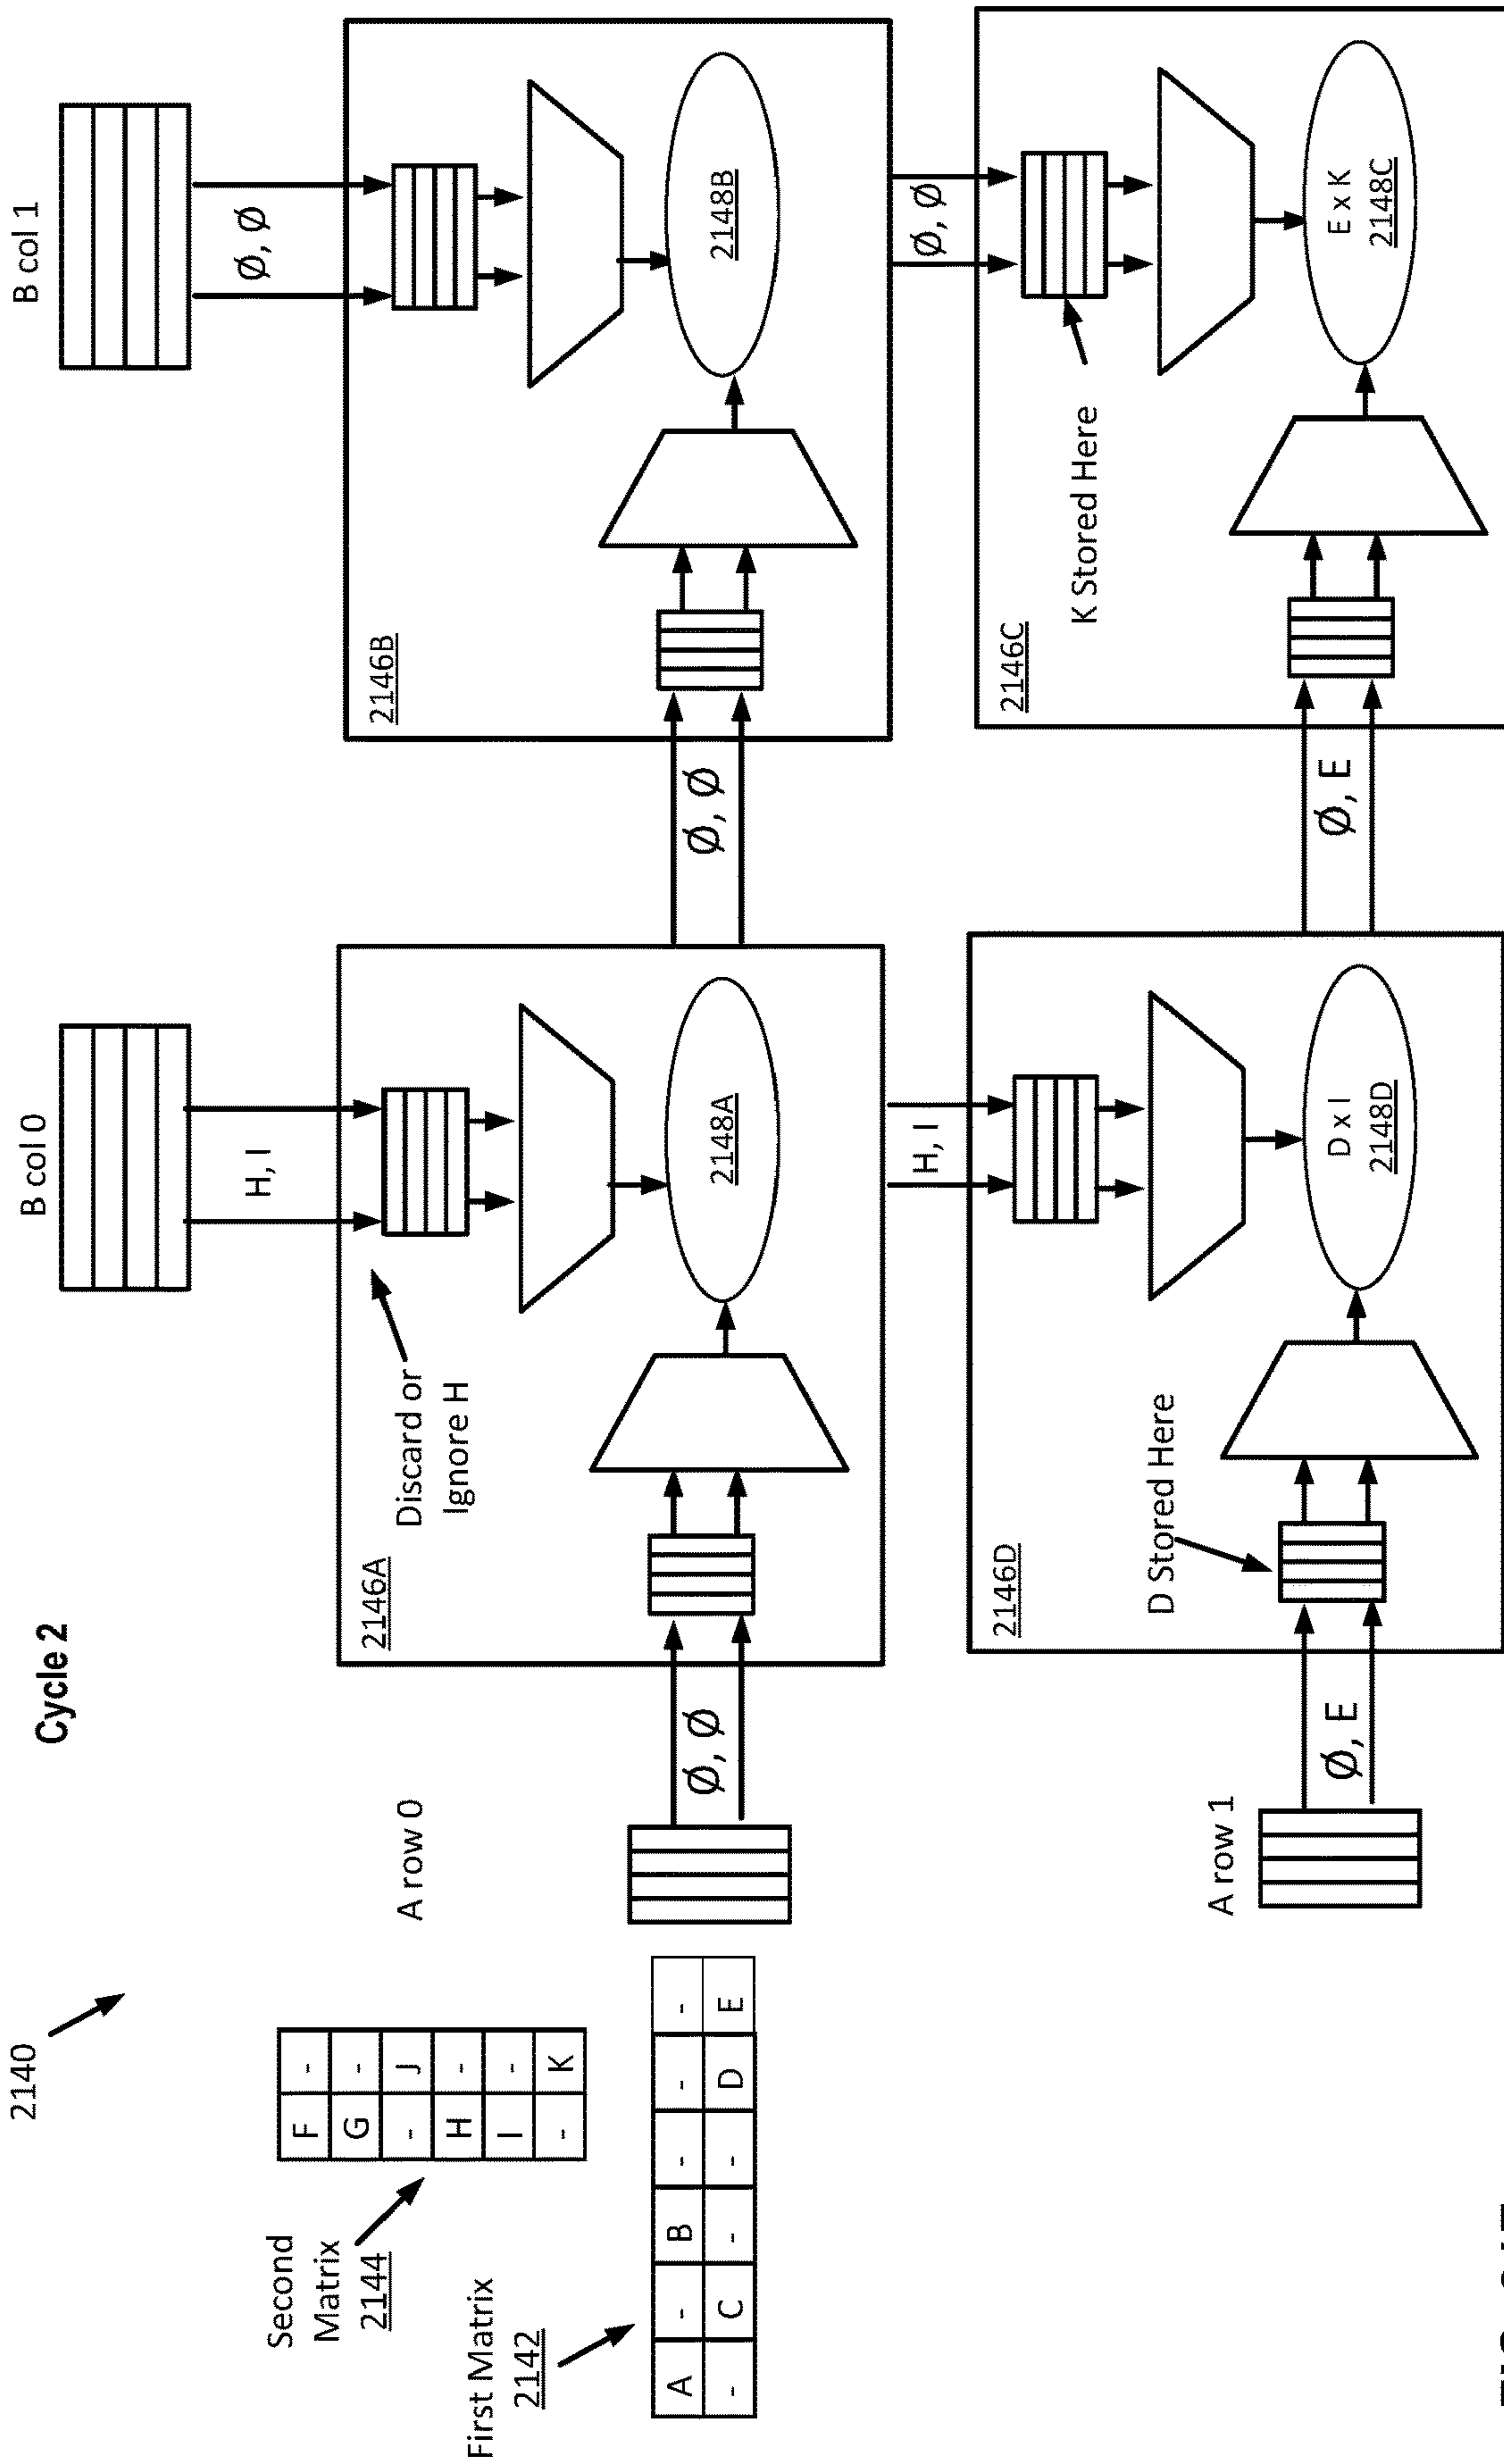 2140
Cycle 2
B col 0
B col 1
H, I
Ø, Ø
Second
Matrix
2144
F -
G -
- J
H -
I -
- K
First Matrix
2142
A - B - - -
- C - - D E
A row 0
Ø, Ø
2146A
Discard or
Ignore H
2148A
Ø, Ø
2146B
2148B
H, I
Ø, Ø
A row 1
Ø, E
2146D
D Stored Here
D x I
2148D
Ø, E
2146C
K Stored Here
E x K
2148C